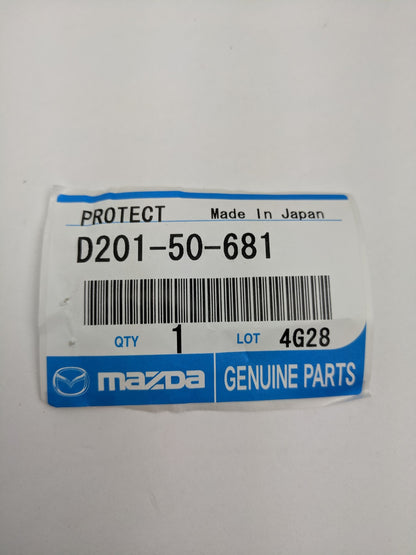 PROTECT Made In Japan
D201-50-681
QTY 1 LOT 4G28
mazda GENUINE PARTS